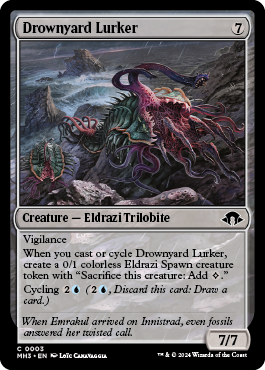 Drownyard Lurker 7
Creature — Eldrazi Trilobite
Vigilance
When you cast or cycle Drownyard Lurker,
create a 0/1 colorless Eldrazi Spawn creature
token with “Sacrifice this creature: Add ◇.”
Cycling 2 (2, Discard this card: Draw a
card.)
When Emrakul arrived on Innistrad, even fossils
answered her twisted call.
7/7
C 0003
MH3 • EN Loïc Canavaggia
™ & © 2024 Wizards of the Coast